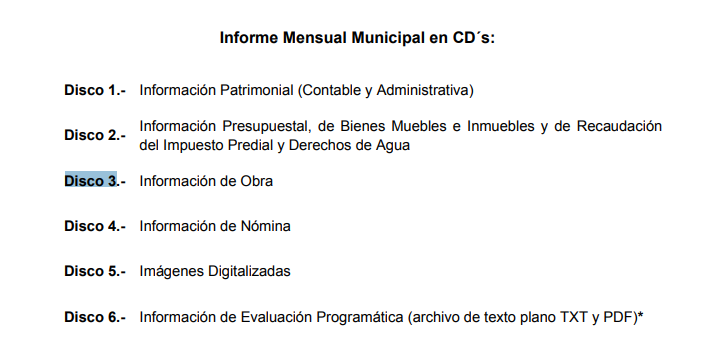 Informe Mensual Municipal en CD´s:
Disco 1.- Información Patrimonial (Contable y Administrativa)
Disco 2.- Información Presupuestal, de Bienes Muebles e Inmuebles y de Recaudación
del Impuesto Predial y Derechos de Agua
Disco 3.- Información de Obra
Disco 4.- Información de Nómina
Disco 5.- Imágenes Digitalizadas
Disco 6.- Información de Evaluación Programática (archivo de texto plano TXT y PDF)*